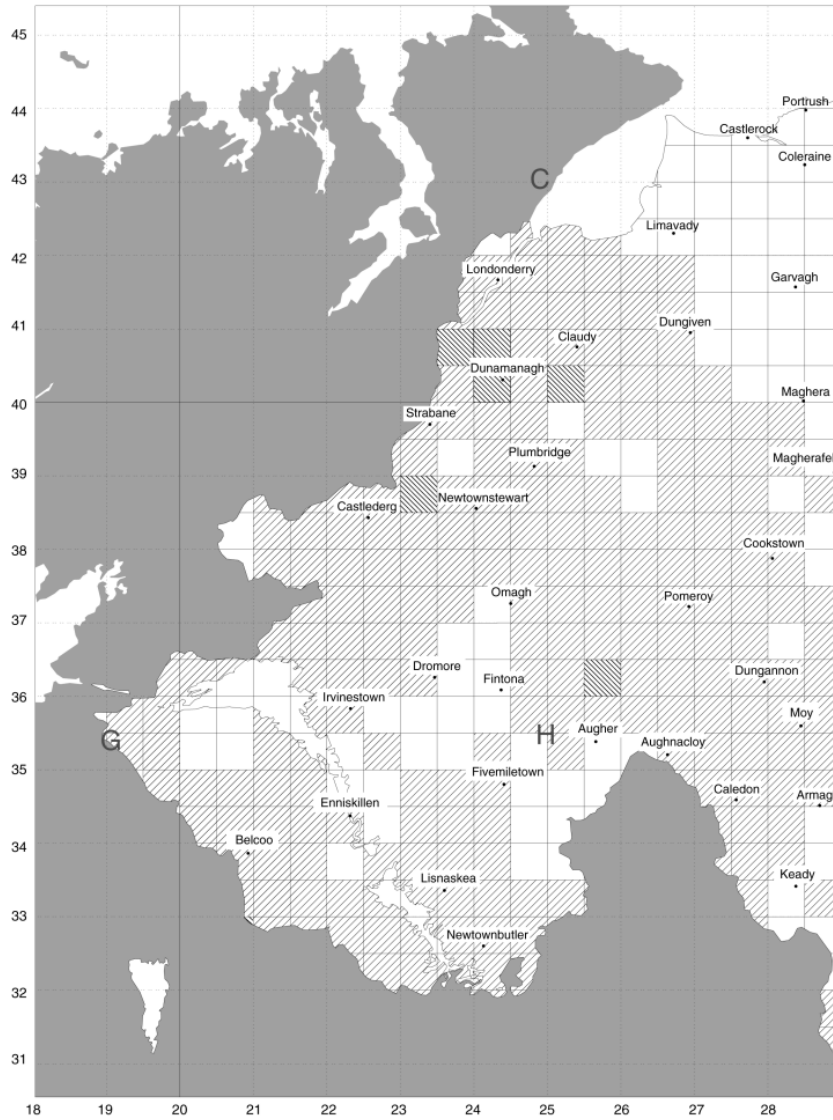 45
44
Portrush
Castlerock
Coleraine
43
C
Limavady
42
Londonderry
Garvagh
41
Claudy
Dungiven
Dunamanagh
40
Maghera
Strabane
39
Plumbridge
Magherafel
Castlederg
Newtownstewart
38
Cookstown
Omagh
Pomeroy
37
Dromore
Fintona
Dungannon
36
Irvinestown
Moy
G
H
Augher
Aughnacloy
35
Fivemiletown
Enniskillen
Caledon
Armag
34
Belcoo
Lisnaskea
Keady
33
Newtownbutler
32
31
18 19 20 21 22 23 24 25 26 27 28